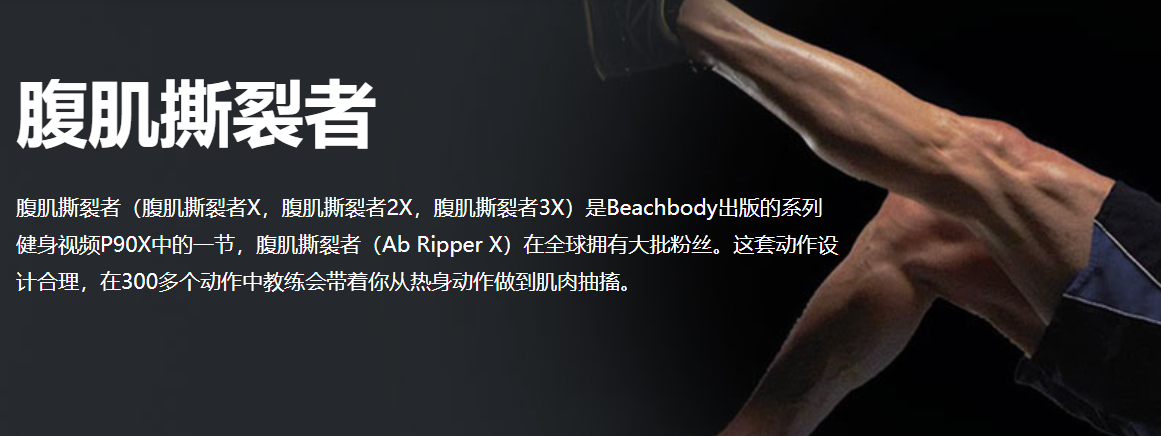 腹肌撕裂者
腹肌撕裂者（腹肌撕裂者X，腹肌撕裂者2X，腹肌撕裂者3X）是Beachbody出版的系列
健身视频P90X中的一节，腹肌撕裂者（Ab Ripper X）在全球拥有大批粉丝。这套动作设
计合理，在300多个动作中教练会带着你从热身动作做到肌肉抽搐。